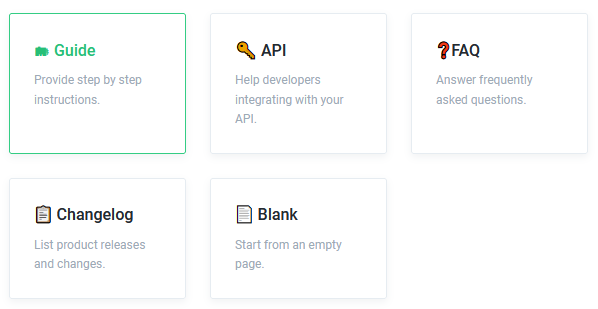 Guide
Provide step by step
instructions.
API
Help developers
integrating with your
API.
FAQ
Answer frequently
asked questions.
Changelog
List product releases
and changes.
Blank
Start from an empty
page.